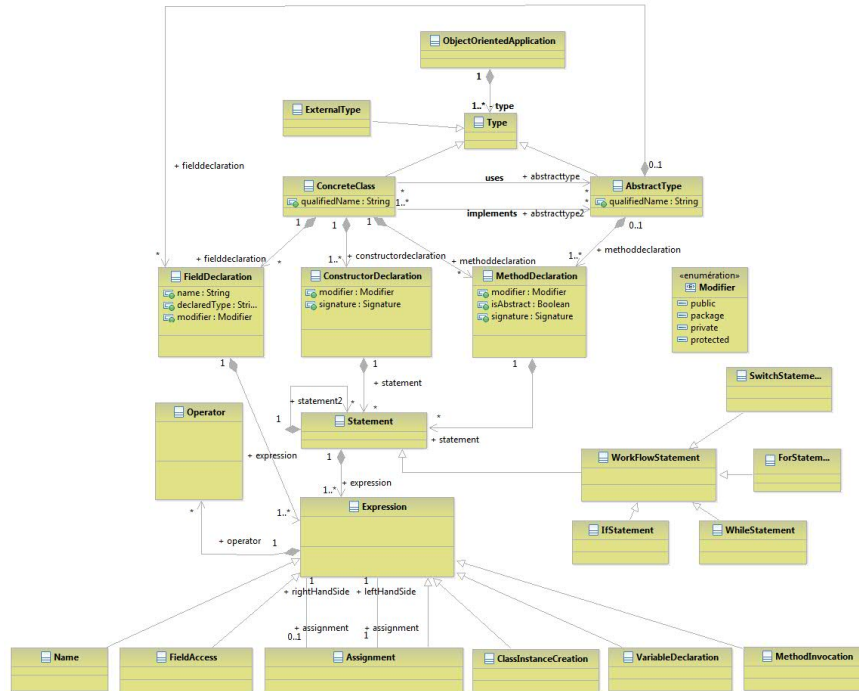 ObjectOrientedApplication
1
1..* - type
ExternalType
Type
+ fielddeclaration
0..1
ConcreteClass
qualifiedName : String
uses
+ abstracttype
*
AbstractType
qualifiedName : String
1..*
implements
+ abstracttype2
*
1
1
1
0..1
*
+ fielddeclaration
*
1..*
+ constructordeclaration
+ methoddeclaration
*
1..*
+ methoddeclaration
FieldDeclaration
name : String
declaredType : Stri...
modifier : Modifier
ConstructorDeclaration
modifier : Modifier
signature : Signature
MethodDeclaration
modifier : Modifier
isAbstract : Boolean
signature : Signature
«enumération»
Modifier
public
package
private
protected
1
1
1
+ statement
SwitchStateme...
+ statement2
*
*
1
Operator
Statement
*
+ statement
+ expression
1
+ expression
1..*
WorkFlowStatement
ForStatem...
1..*
Expression
*
+ operator
1
IfStatement
WhileStatement
1
+ rightHandSide
1
+ leftHandSide
+ assignment
0..1
+ assignment
1
Name
FieldAccess
Assignment
ClassInstanceCreation
VariableDeclaration
MethodInvocation